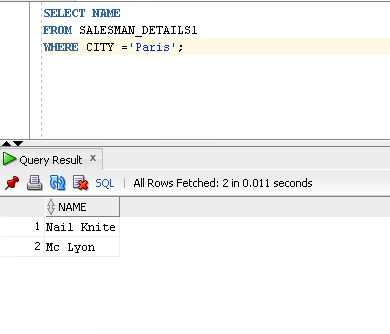 SELECT NAME
FROM SALESMAN_DETAILS1
WHERE CITY ='Paris';
Query Result x
SQL | All Rows Fetched: 2 in 0.011 seconds
NAME
1 Nail Knite
2 Mc Lyon